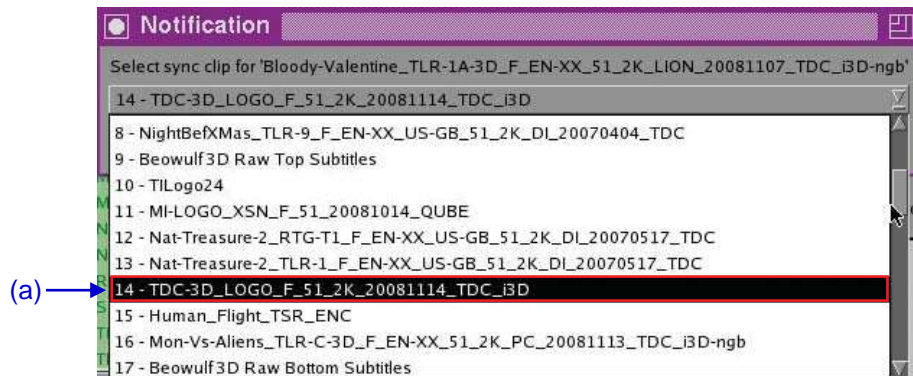 Notification
Select sync clip for 'Bloody-Valentine_TLR-1A-3D_F_EN-XX_51_2K_LION_20081107_TDC_i3D-ngb'
14 - TDC-3D_LOGO_F_51_2K_20081114_TDC_i3D
8 - NightBefXMas_TLR-9_F_EN-XX_US-GB_51_2K_DI_20070404_TDC
9 - Beowulf3D Raw Top Subtitles
10 - TILogo24
11 - MI-LOGO_XSN_F_51_20081014_QUBE
12 - Nat-Treasure-2_RTG-T1_F_EN-XX_US-GB_51_2K_DI_20070517_TDC
13 - Nat-Treasure-2_TLR-1_F_EN-XX_US-GB_51_2K_DI_20070517_TDC
(a)
14 - TDC-3D_LOGO_F_51_2K_20081114_TDC_i3D
15 - Human_Flight_TSR_ENC
16 - Mon-Vs-Aliens_TLR-C-3D_F_EN-XX_51_2K_PC_20081113_TDC_i3D-ngb
17 - Beowulf3D Raw Bottom Subtitles